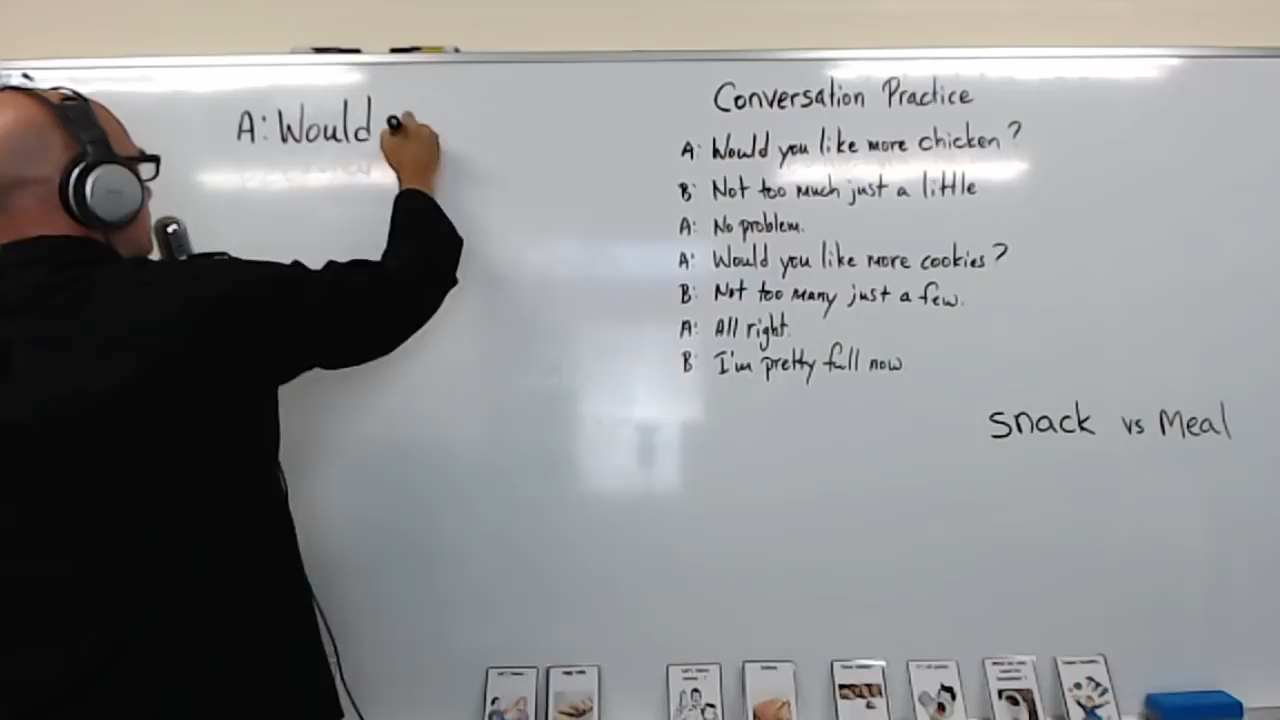 A: Would
Conversation Practice
A: Would you like more chicken?
B: Not too much just a little
A: No problem.
A: Would you like more cookies?
B: Not too many just a few.
A: All right.
B: I'm pretty full now
snack vs Meal